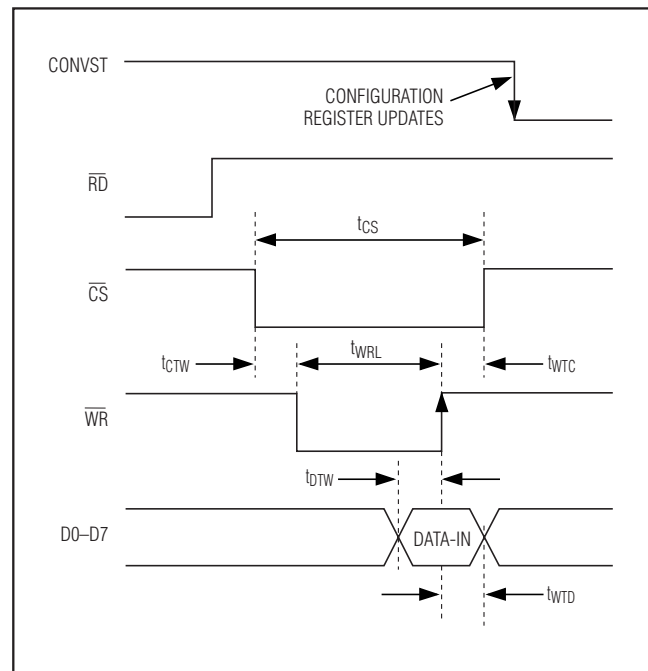 CONVST
CONFIGURATION
REGISTER UPDATES
RD
tCS
CS
tCTW
tWRL
tWTC
WR
tDTW
D0–D7
DATA-IN
tWTD